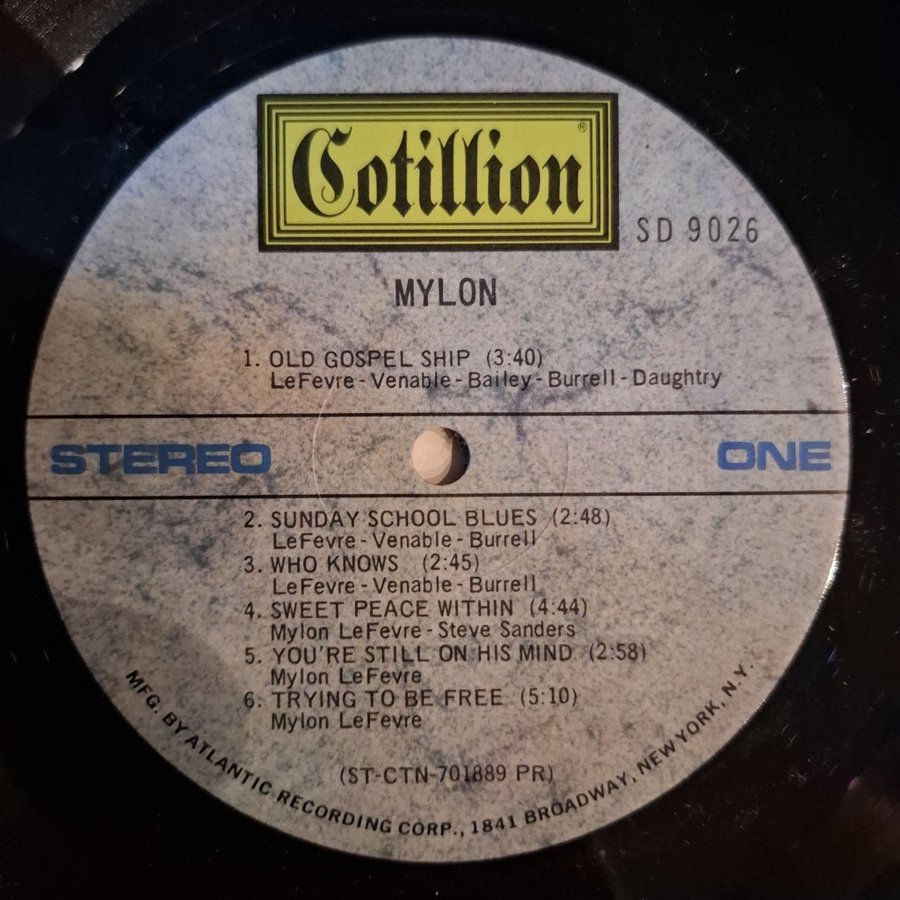 Cotillion®
SD 9026
MYLON
1. OLD GOSPEL SHIP (3:40)
LeFevre - Venable - Bailey - Burrell - Daughtry
STEREO
ONE
2. SUNDAY SCHOOL BLUES (2:48)
LeFevre - Venable - Burrell
3. WHO KNOWS (2:45)
LeFevre - Venable - Burrell
4. SWEET PEACE WITHIN (4:44)
Mylon LeFevre - Steve Sanders
5. YOU'RE STILL ON HIS MIND (2:58)
Mylon LeFevre
6. TRYING TO BE FREE (5:10)
Mylon LeFevre
(ST-CTN-701889 PR)
MFG. BY ATLANTIC RECORDING CORP., 1841 BROADWAY, NEW YORK, N.Y.